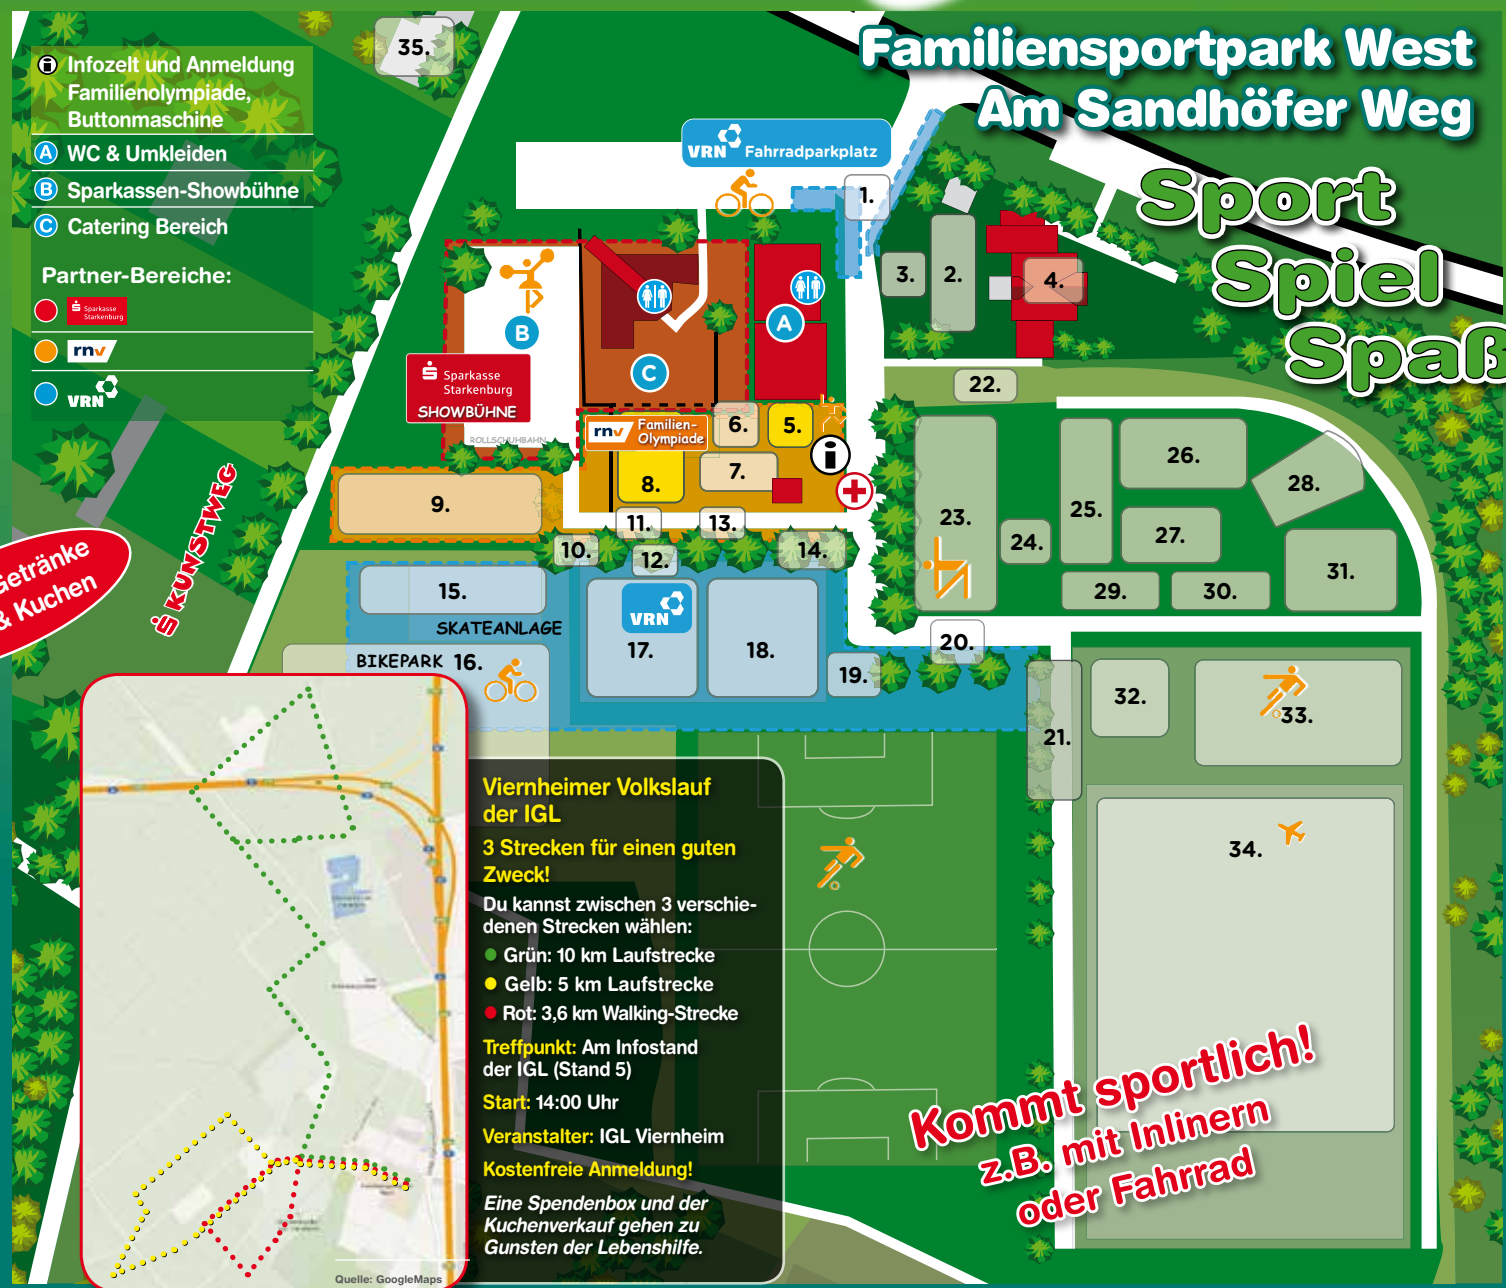 35.
Infozelt und Anmeldung
Familienolympiade,
Buttonmaschine
A WC & Umkleiden
B Sparkassen-Showbühne
C Catering Bereich
Partner-Bereiche:
Sparkasse
Starkenburg
rnv
VRN
Familiensportpark West
Am Sandhöfer Weg
Sport
Spiel
Spaß
VRN Fahrradparkplatz
1.
2.
3.
4.
A
B
C
Sparkasse
Starkenburg
SHOWBÜHNE
ROLLSCHUHBAHN
rnv Familien-
Olympiade
6.
5.
i
7.
8.
9.
22.
10.
11.
12.
13.
14.
15.
SKATEANLAGE
BIKEPARK 16.
VRN
17.
18.
19.
20.
21.
23.
24.
25.
26.
27.
28.
29.
30.
31.
32.
33.
34.
KUNSTWEG
Getränke
& Kuchen
Viernheimer Volkslauf
der IGL
3 Strecken für einen guten
Zweck!
Du kannst zwischen 3 verschie-
denen Strecken wählen:
Grün: 10 km Laufstrecke
Gelb: 5 km Laufstrecke
Rot: 3,6 km Walking-Strecke
Treffpunkt: Am Infostand
der IGL (Stand 5)
Start: 14:00 Uhr
Veranstalter: IGL Viernheim
Kostenfreie Anmeldung!
Eine Spendenbox und der
Kuchenverkauf gehen zu
Gunsten der Lebenshilfe.
Quelle: GoogleMaps
Kommt sportlich!
z.B. mit Inlinern
oder Fahrrad